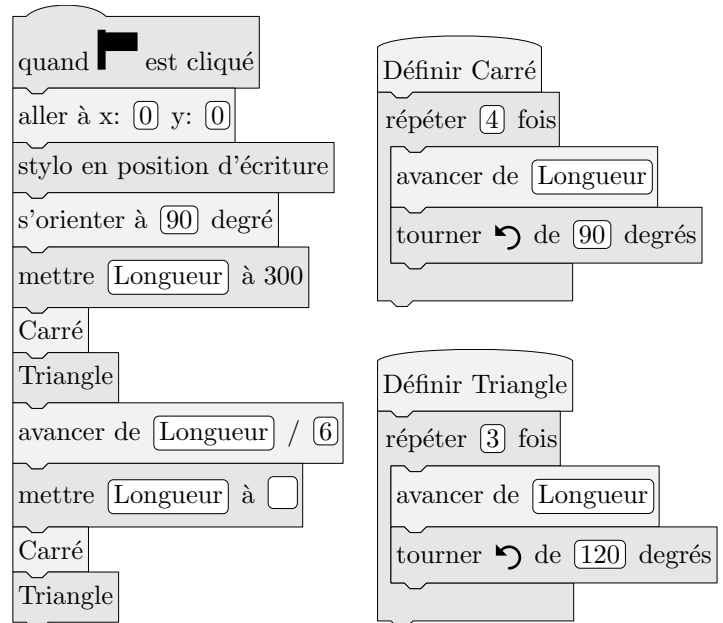 quand est cliqué
aller à x: 0 y: 0
stylo en position d'écriture
s'orienter à 90 degré
mettre Longueur à 300
Carré
Triangle
avancer de Longueur / 6
mettre Longueur à
Carré
Triangle
Définir Carré
répéter 4 fois
avancer de Longueur
tourner de 90 degrés
Définir Triangle
répéter 3 fois
avancer de Longueur
tourner de 120 degrés